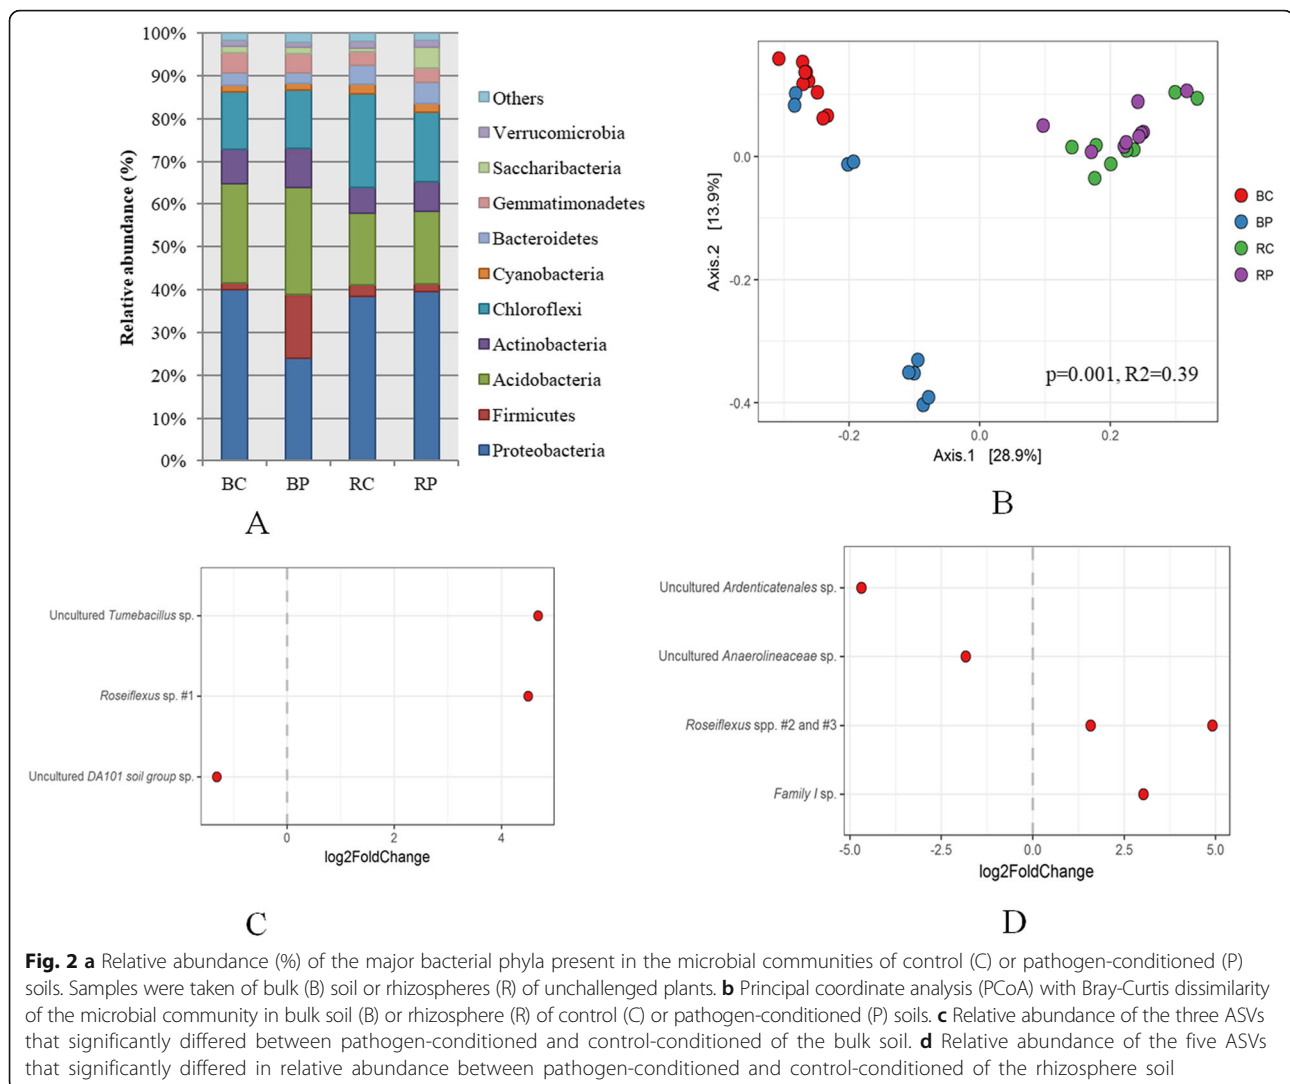 100%
90%
80%
70%
60%
50%
40%
30%
20%
10%
0%
Relative abundance (%)
BC BP RC RP
Others
Verrucomicrobia
Saccharibacteria
Gemmatimonadetes
Bacteroidetes
Cyanobacteria
Chloroflexi
Actinobacteria
Acidobacteria
Firmicutes
Proteobacteria
A
0.0
-0.2
-0.4
Axis.2 [13.9%]
p=0.001, R2=0.39
-0.2 0.0 0.2
Axis.1 [28.9%]
BC
BP
RC
RP
B
Uncultured Tumebacillus sp.
Roseiflexus sp. #1
Uncultured DA101 soil group sp.
0 2 4
log2FoldChange
C
Uncultured Ardenticatenales sp.
Uncultured Anaerolineaceae sp.
Roseiflexus spp. #2 and #3
Family I sp.
-5.0 -2.5 0.0 2.5 5.0
log2FoldChange
D
Fig. 2 a Relative abundance (%) of the major bacterial phyla present in the microbial communities of control (C) or pathogen-conditioned (P)
soils. Samples were taken of bulk (B) soil or rhizospheres (R) of unchallenged plants. b Principal coordinate analysis (PCoA) with Bray-Curtis dissimilarity
of the microbial community in bulk soil (B) or rhizosphere (R) of control (C) or pathogen-conditioned (P) soils. c Relative abundance of the three ASVs
that significantly differed between pathogen-conditioned and control-conditioned of the bulk soil. d Relative abundance of the five ASVs
that significantly differed in relative abundance between pathogen-conditioned and control-conditioned of the rhizosphere soil